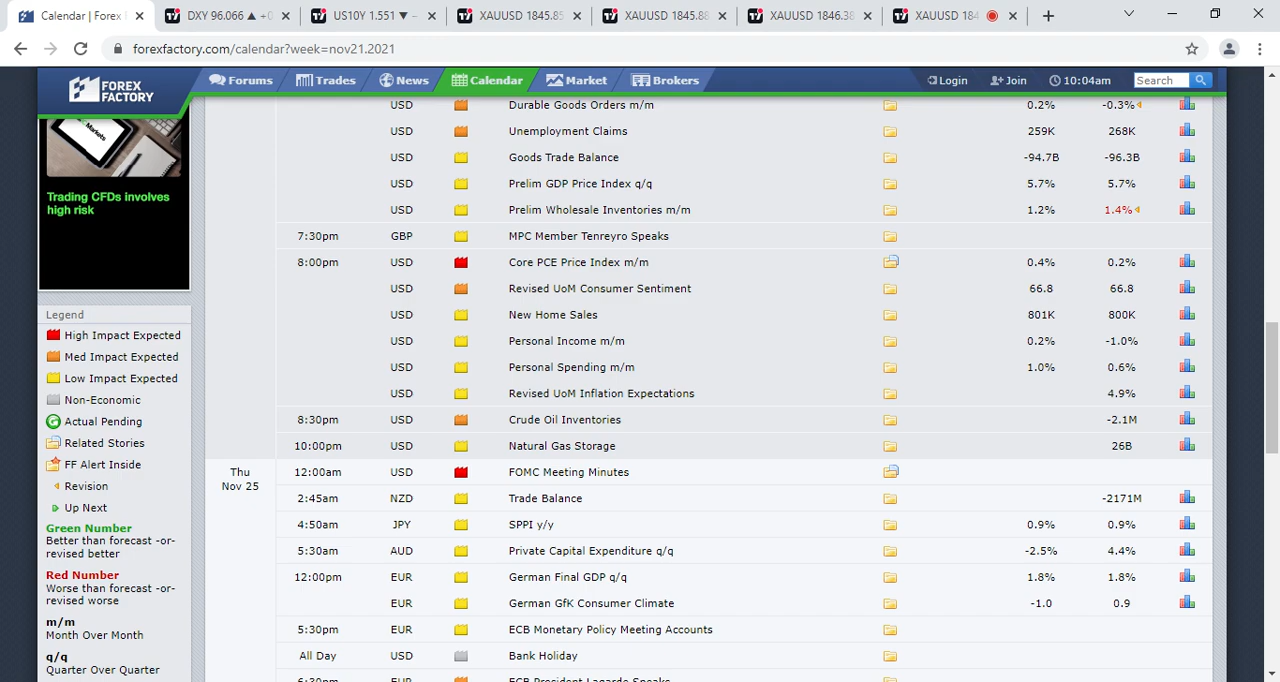 Calendar | Forex
DXY 96.066 ▲ +0
US10Y 1.551 ▼ −
XAUUSD 1845.85
XAUUSD 1845.88
XAUUSD 1846.38
XAUUSD 184
forexfactory.com/calendar?week=nov21.2021
FOREX FACTORY
Forums
Trades
News
Calendar
Market
Brokers
Login
Join
10:04am
Search
Markets
Trading CFDs involves
high risk
Legend
High Impact Expected
Med Impact Expected
Low Impact Expected
Non-Economic
Actual Pending
Related Stories
FF Alert Inside
Revision
Up Next
Green Number
Better than forecast -or-
revised better
Red Number
Worse than forecast -or-
revised worse
m/m
Month Over Month
q/q
Quarter Over Quarter
USD Durable Goods Orders m/m 0.2% -0.3%
USD Unemployment Claims 259K 268K
USD Goods Trade Balance -94.7B -96.3B
USD Prelim GDP Price Index q/q 5.7% 5.7%
USD Prelim Wholesale Inventories m/m 1.2% 1.4%
7:30pm GBP MPC Member Tenreyro Speaks
8:00pm USD Core PCE Price Index m/m 0.4% 0.2%
USD Revised UoM Consumer Sentiment 66.8 66.8
USD New Home Sales 801K 800K
USD Personal Income m/m 0.2% -1.0%
USD Personal Spending m/m 1.0% 0.6%
USD Revised UoM Inflation Expectations 4.9%
8:30pm USD Crude Oil Inventories -2.1M
10:00pm USD Natural Gas Storage 26B
Thu
Nov 25
12:00am USD FOMC Meeting Minutes
2:45am NZD Trade Balance -2171M
4:50am JPY SPPI y/y 0.9% 0.9%
5:30am AUD Private Capital Expenditure q/q -2.5% 4.4%
12:00pm EUR German Final GDP q/q 1.8% 1.8%
EUR German GfK Consumer Climate -1.0 0.9
5:30pm EUR ECB Monetary Policy Meeting Accounts
All Day USD Bank Holiday
6:30pm EUR ECB President Lagarde Speaks